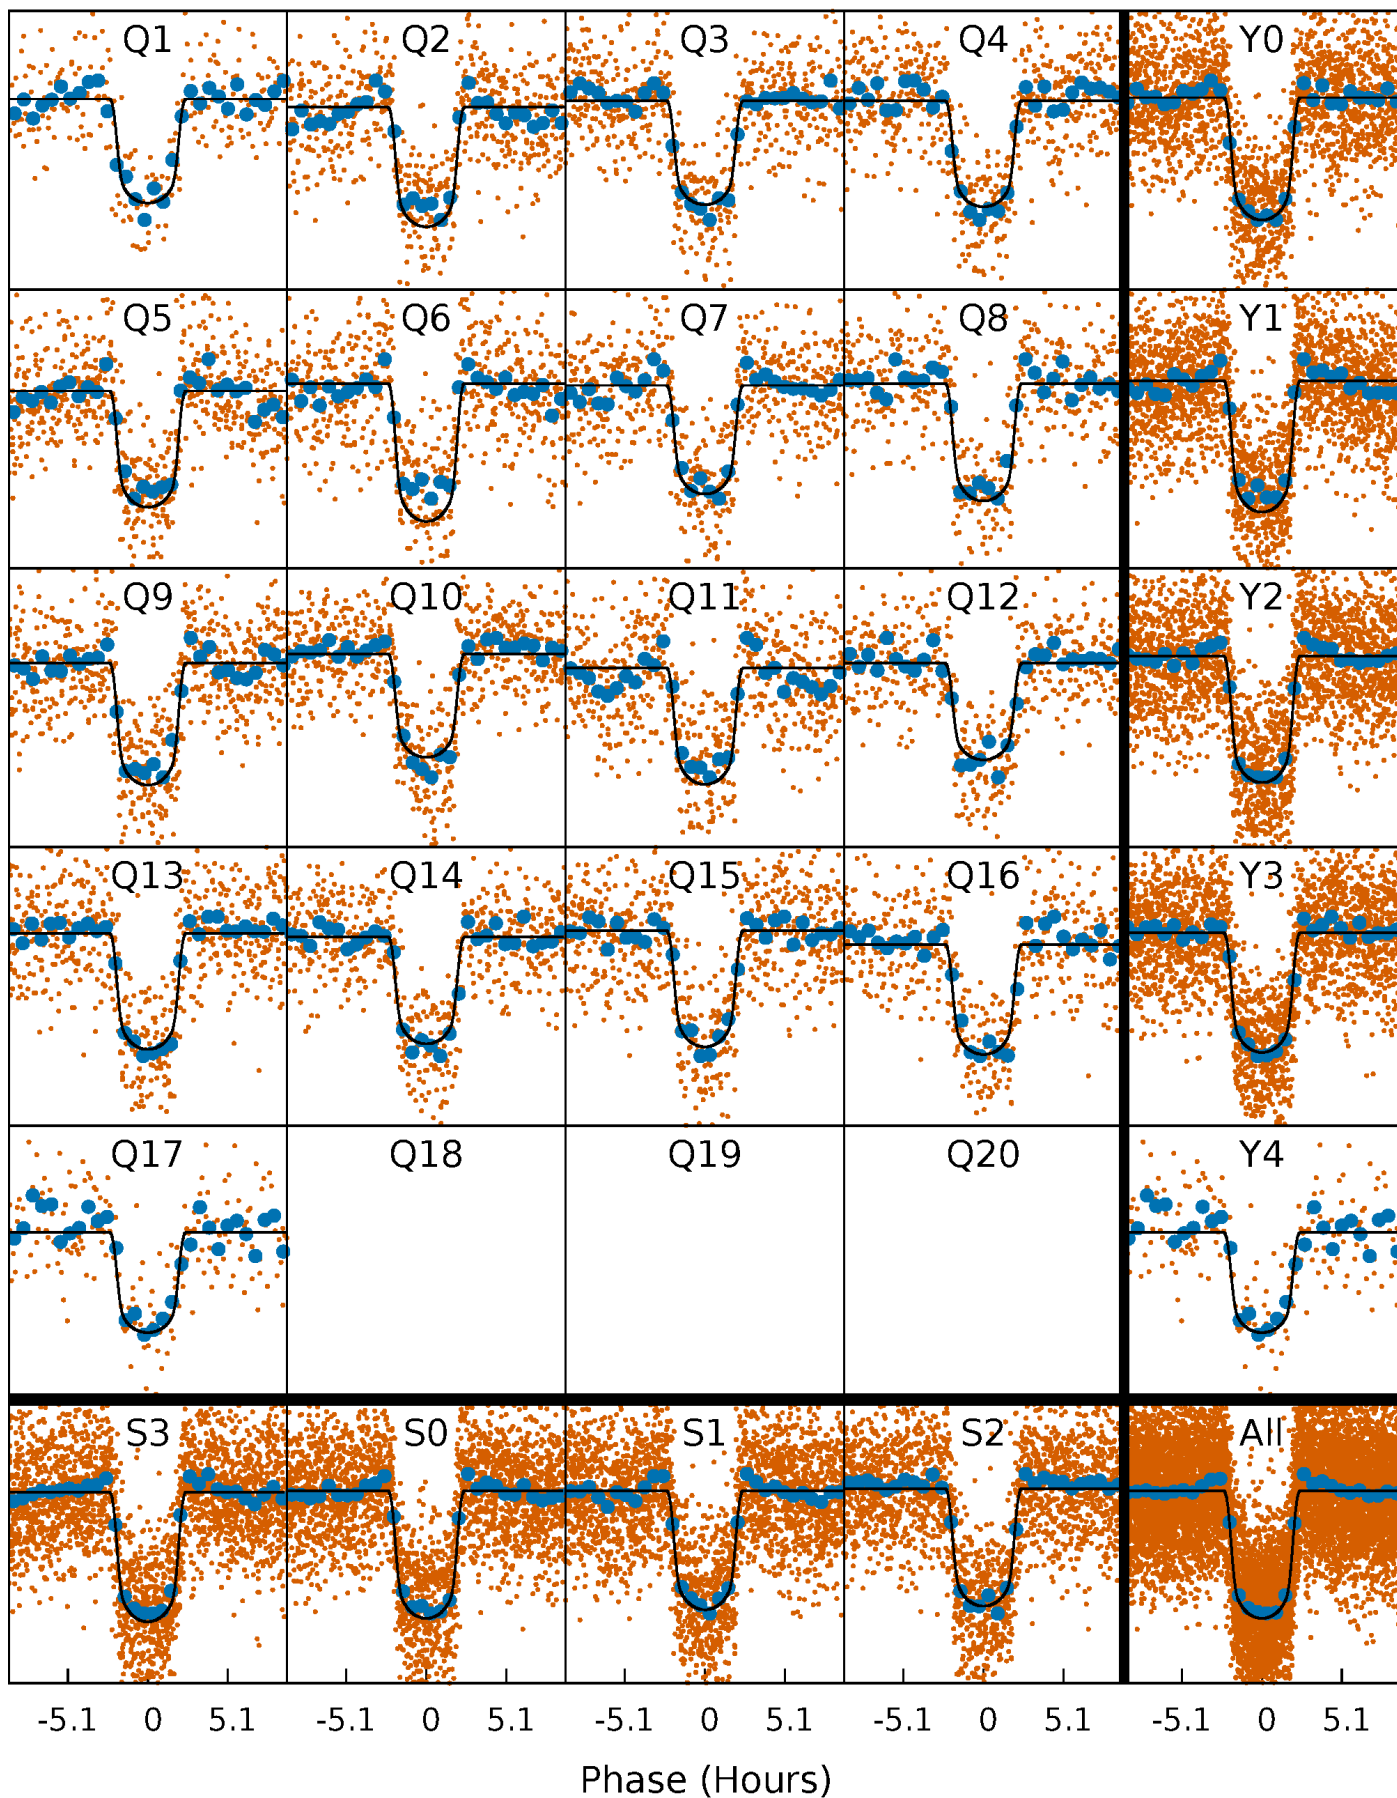 Q1 Q2 Q3 Q4 Y0
Q5 Q6 Q7 Q8 Y1
Q9 Q10 Q11 Q12 Y2
Q13 Q14 Q15 Q16 Y3
Q17 Q18 Q19 Q20 Y4
S3 S0 S1 S2 All
-5.1 0 5.1 -5.1 0 5.1 -5.1 0 5.1 -5.1 0 5.1 -5.1 0 5.1
Phase (Hours)